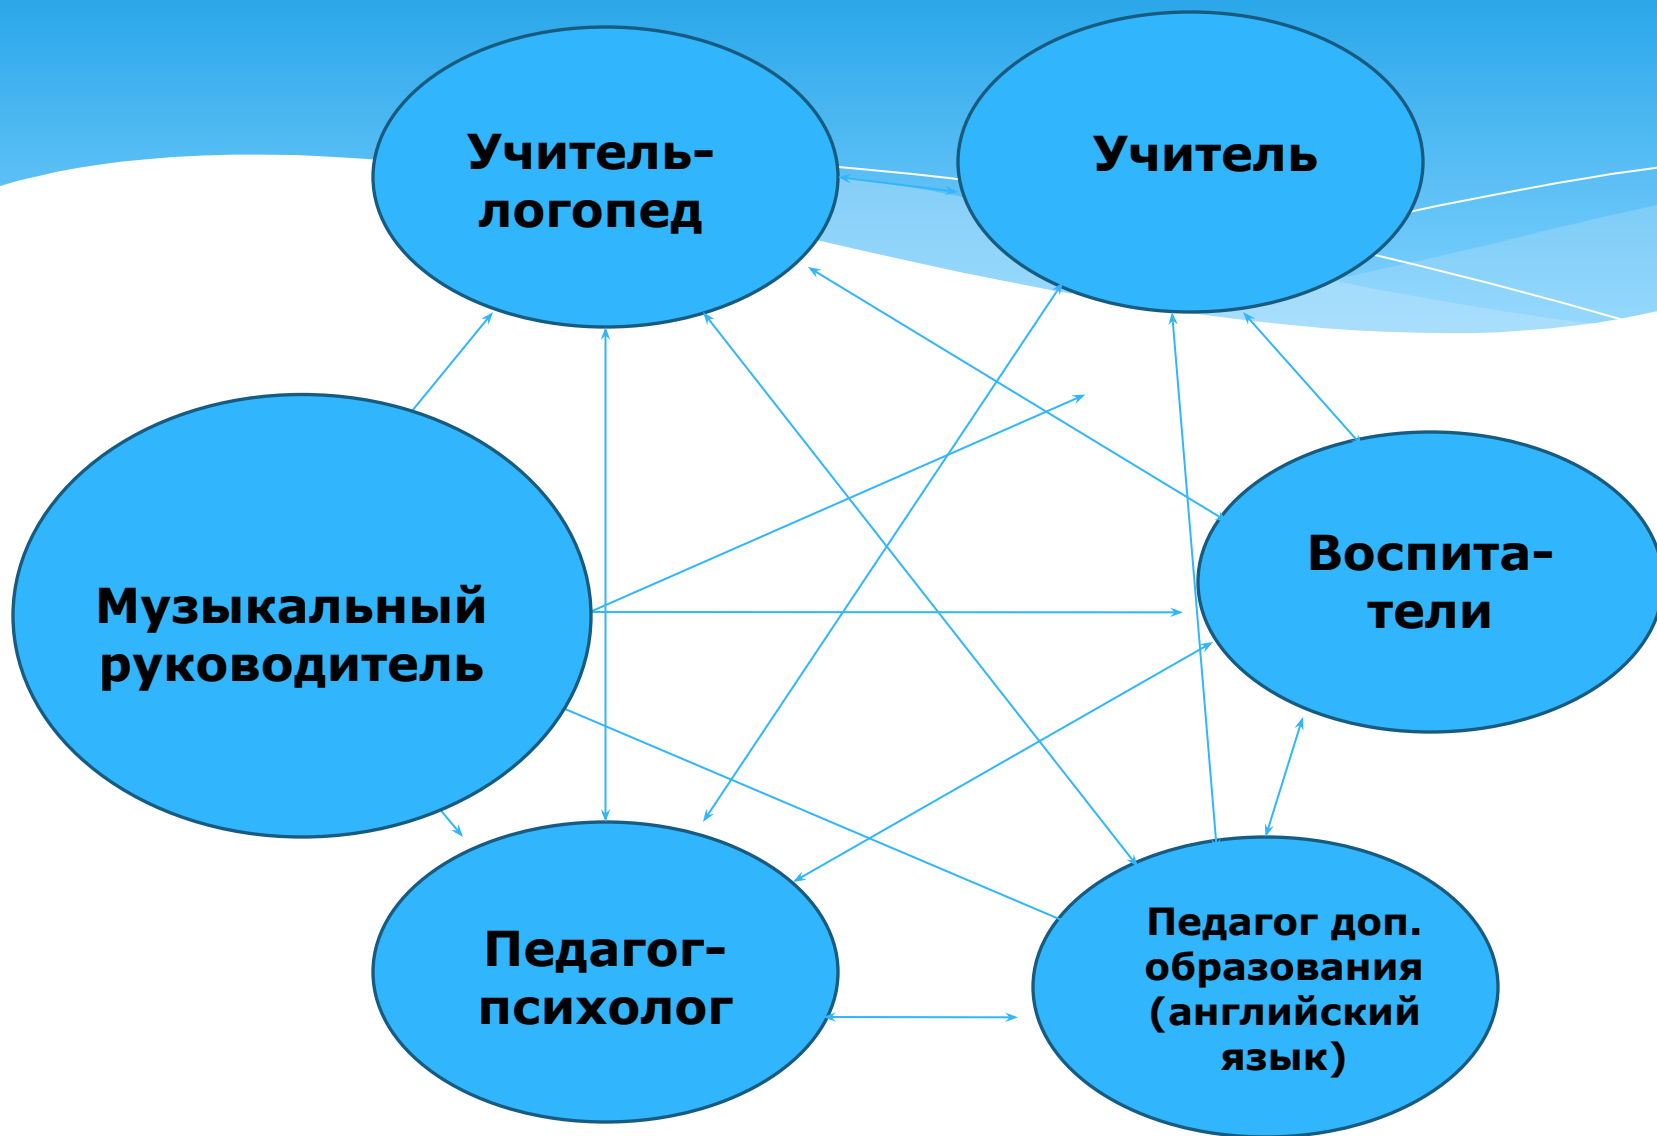 Учитель-
логопед
Учитель
Музыкальный
руководитель
Воспита-
тели
Педагог-
психолог
Педагог доп.
образования
(английский
язык)